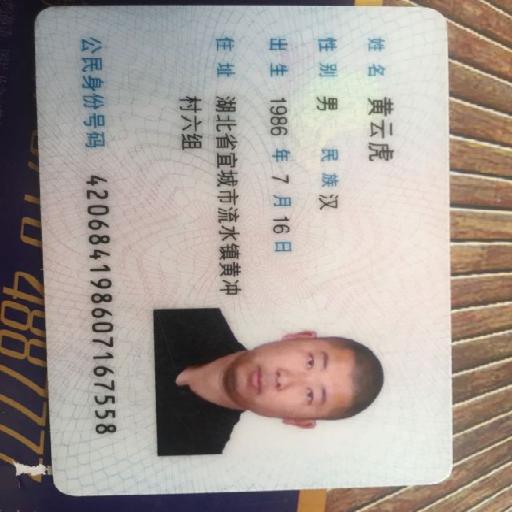 姓名 黄云虎
性别 男 民族 汉
出生 1986 年 7 月 16 日
住址 湖北省宜城市流水镇黄冲
村六组
公民身份号码 420684198607167558